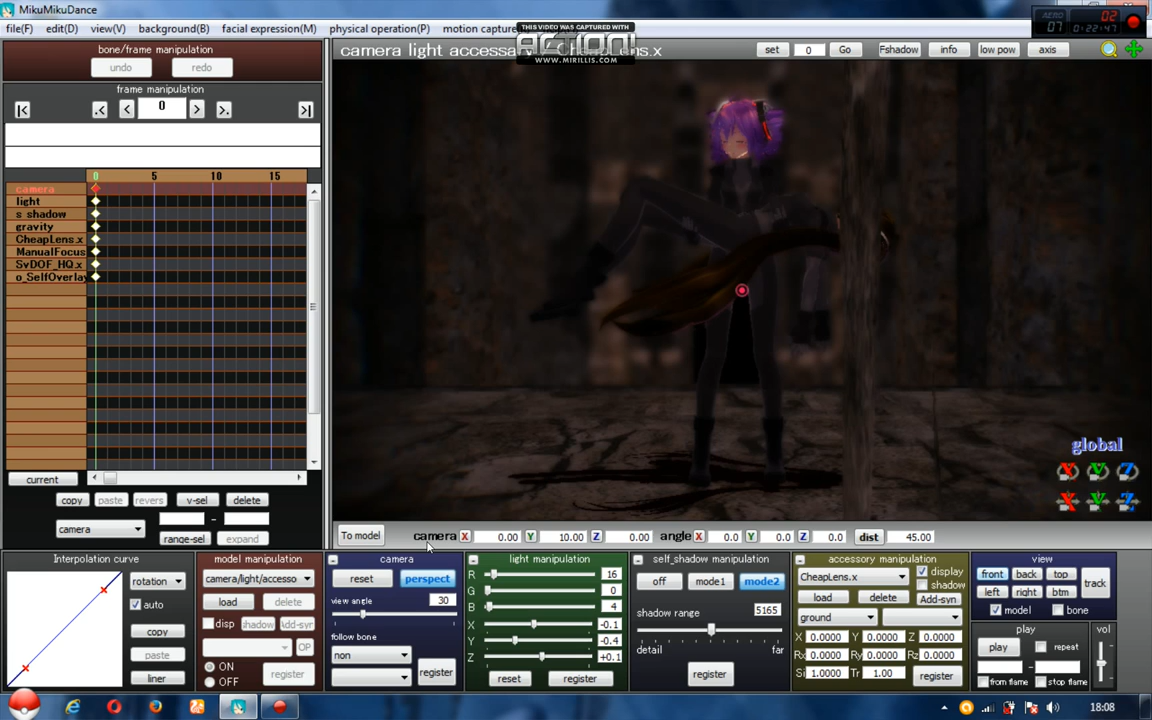 MikuMikuDance
file(F) edit(D) view(V) background(B) facial expression(M) physical operation(P) motion capture
THIS VIDEO WAS CAPTURED WITH
WWW.MIRILLIS.COM
AERO
07
02
0:22:47
bone/frame manipulation
undo redo
frame manipulation
0
camera light accessa
CheapLens.x
set 0 Go Fshadow info low pow axis
0 5 10 15
camera
light
s shadow
gravity
CheapLens.x
ManualFocus
SvDOF_HQ.x
o_SelfOverlay
current
copy paste revers v-sel delete
camera - range-sel expand
global
X Y Z
X Y Z
To model camera X 0.00 Y 10.00 Z 0.00 angle X 0.0 Y 0.0 Z 0.0 dist 45.00
Interpolation curve
rotation
auto
copy
paste
liner
model manipulation
camera/light/accesso
load delete
disp shadow Add-syn
OP
ON
OFF
register
camera
reset perspect
view angle 30
follow bone
non
register
light manipulation
R 16
G 0
B 4
X -0.1
Y -0.4
Z +0.1
reset register
self_shadow manipulation
off mode1 mode2
shadow range 5165
detail far
register
accessory manipulation
CheapLens.x display
shadow
load delete Add-syn
ground
X 0.0000 Y 0.0000 Z 0.0000
Rx 0.0000 Ry 0.0000 Rz 0.0000
Si 1.0000 Tr 1.00 register
view
front back top
left right btm
track
model bone
play
play repeat
-
from flame stop flame
vol
18:08